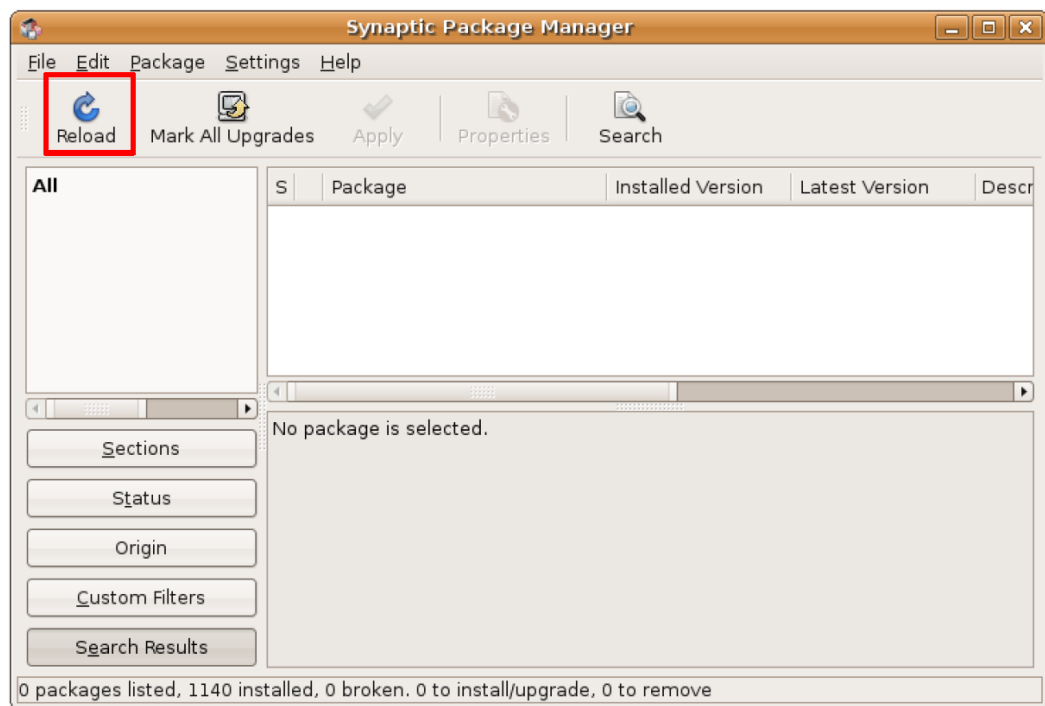 Synaptic Package Manager
File Edit Package Settings Help
Reload Mark All Upgrades Apply Properties Search
All
S Package Installed Version Latest Version Descr
No package is selected.
Sections
Status
Origin
Custom Filters
Search Results
0 packages listed, 1140 installed, 0 broken. 0 to install/upgrade, 0 to remove